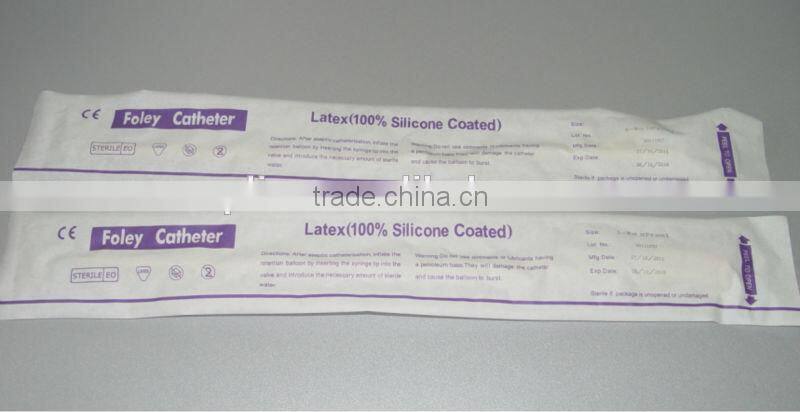 CE
Foley Catheter
STERILE EO
2
Latex(100% Silicone Coated)
Directions: After aseptic catheterisation, inflate the
retention balloon by inserting the syringe tip into the
valve and introduce the necessary amount of sterile
water.
Warning:Do not use ointments or lubricants having
a petroleum base.They will damage the catheter
and cause the balloon to burst.
Size:
Lot No.
Mfg Date:
Exp Date
Sterile if package is unopened or undamaged
PEEL TO OPEN
trade.china.cn
CE
Foley Catheter
STERILE EO
LATEX
2
Latex(100% Silicone Coated)
Directions: After aseptic catheterisation, inflate the
retention balloon by inserting the syringe tip into the
valve and introduce the necessary amount of sterile
water.
Warning:Do not use ointments or lubricants having
a petroleum base.They will damage the catheter
and cause the balloon to burst.
Size:
Lot No.
Mfg Date:
Exp Date:
Sterile if package is unopened or undamaged
PEEL TO OPEN